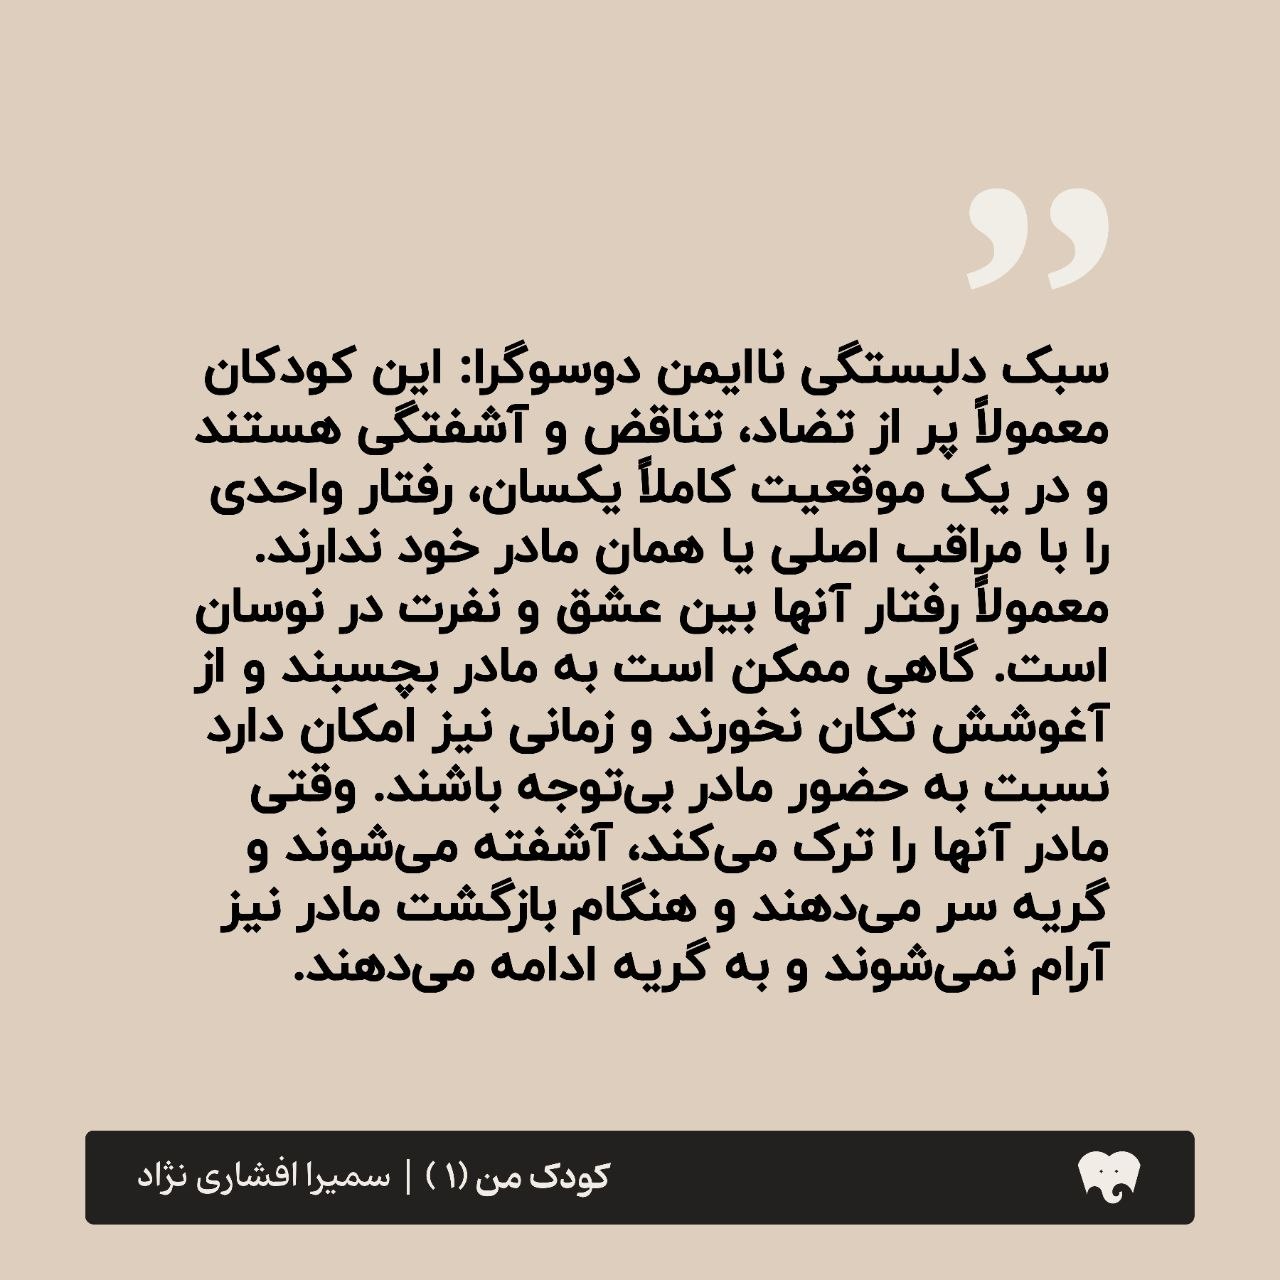 ”
سبک دلبستگی ناایمن دوسوگرا: این کودکان
معمولاً پر از تضاد، تناقض و آشفتگی هستند
و در یک موقعیت کاملاً یکسان، رفتار واحدی
را با مراقب اصلی یا همان مادر خود ندارند.
معمولاً رفتار آنها بین عشق و نفرت در نوسان
است. گاهی ممکن است به مادر بچسبند و از
آغوشش تکان نخورند و زمانی نیز امکان دارد
نسبت به حضور مادر بی‌توجه باشند. وقتی
مادر آنها را ترک می‌کند، آشفته می‌شوند و
گریه سر می‌دهند و هنگام بازگشت مادر نیز
آرام نمی‌شوند و به گریه ادامه می‌دهند.
کودک من (۱) | سمیرا افشاری نژاد